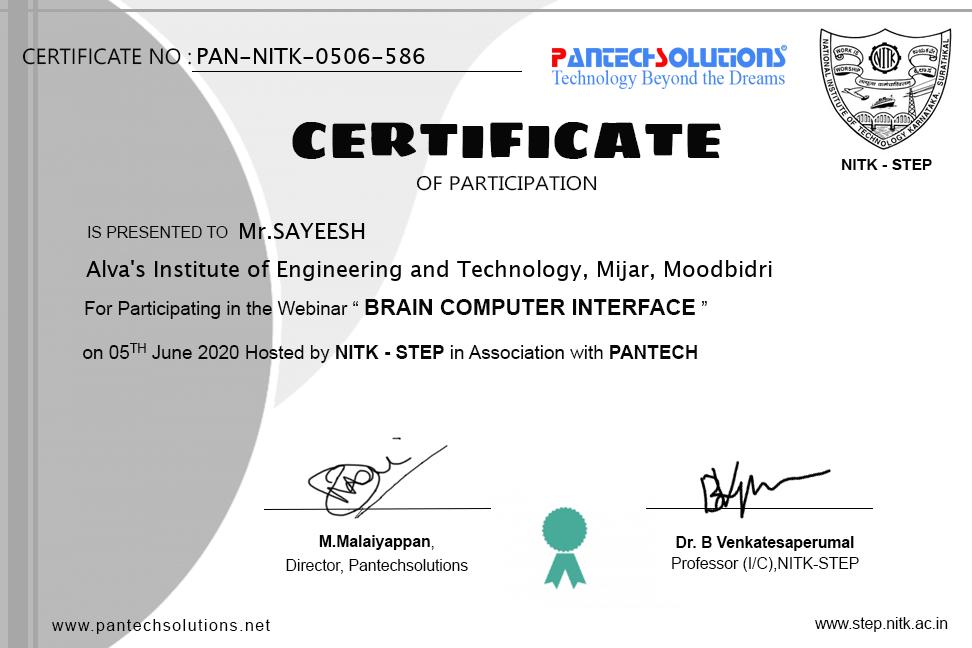 CERTIFICATE NO : PAN-NITK-0506-586
PANTECHSOLUTIONS®
Technology Beyond the Dreams
NATIONAL INSTITUTE OF TECHNOLOGY KARNATAKA, SURATHKAL
WORK IS
WORSHIP
NITK
NITK - STEP
CERTIFICATE
OF PARTICIPATION
IS PRESENTED TO Mr.SAYEESH
Alva's Institute of Engineering and Technology, Mijar, Moodbidri
For Participating in the Webinar “ BRAIN COMPUTER INTERFACE ”
on 05TH June 2020 Hosted by NITK - STEP in Association with PANTECH
M.Malaiyappan,
Director, Pantechsolutions
Dr. B Venkatesaperumal
Professor (I/C),NITK-STEP
www.pantechsolutions.net
www.step.nitk.ac.in